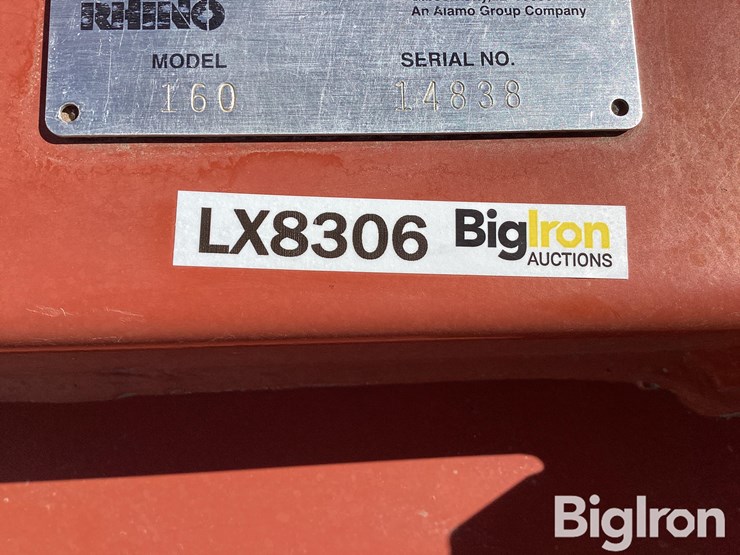 RHINO
An Alamo Group Company
MODEL SERIAL NO.
160 14838
LX8306 BigIron
AUCTIONS
BigIron